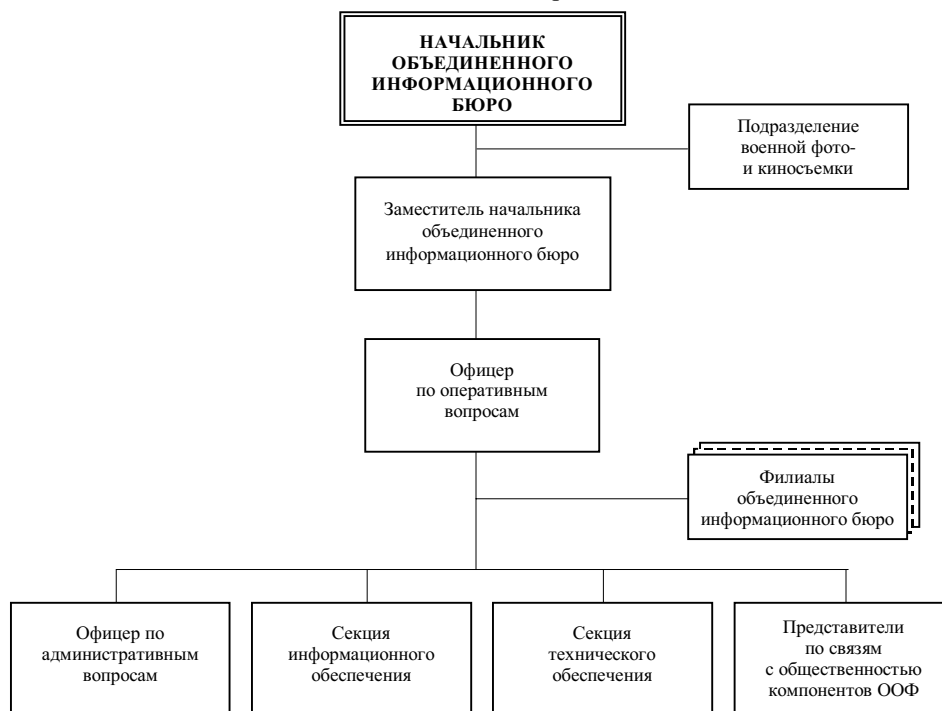 НАЧАЛЬНИК
ОБЪЕДИНЕННОГО
ИНФОРМАЦИОННОГО
БЮРО
Подразделение
военной фото-
и киносъемки
Заместитель начальника
объединенного
информационного бюро
Офицер
по оперативным
вопросам
Филиалы
объединенного
информационного бюро
Офицер по
административным
вопросам
Секция
информационного
обеспечения
Секция
технического
обеспечения
Представители
по связям
с общественностью
компонентов ООФ